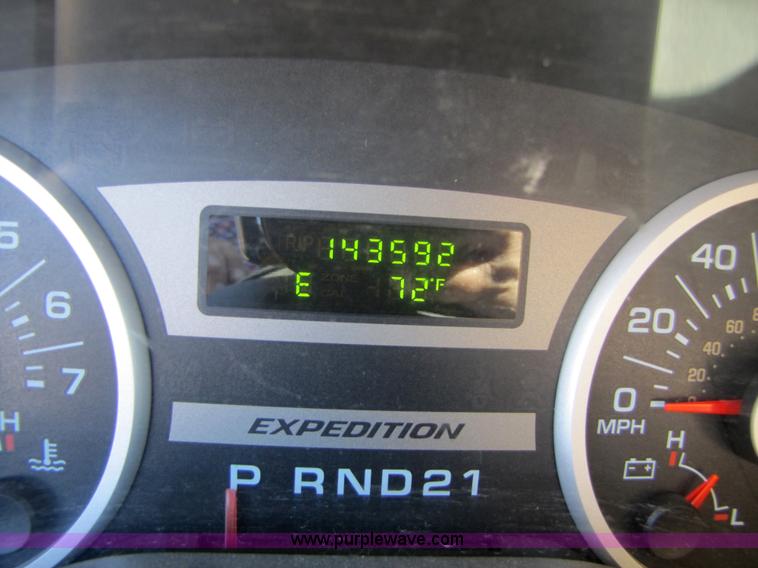 143592
E 72°F
5
6
7
H
EXPEDITION
P RND21
40
20
0
MPH
60
40
20
H
L
www.purplewave.com